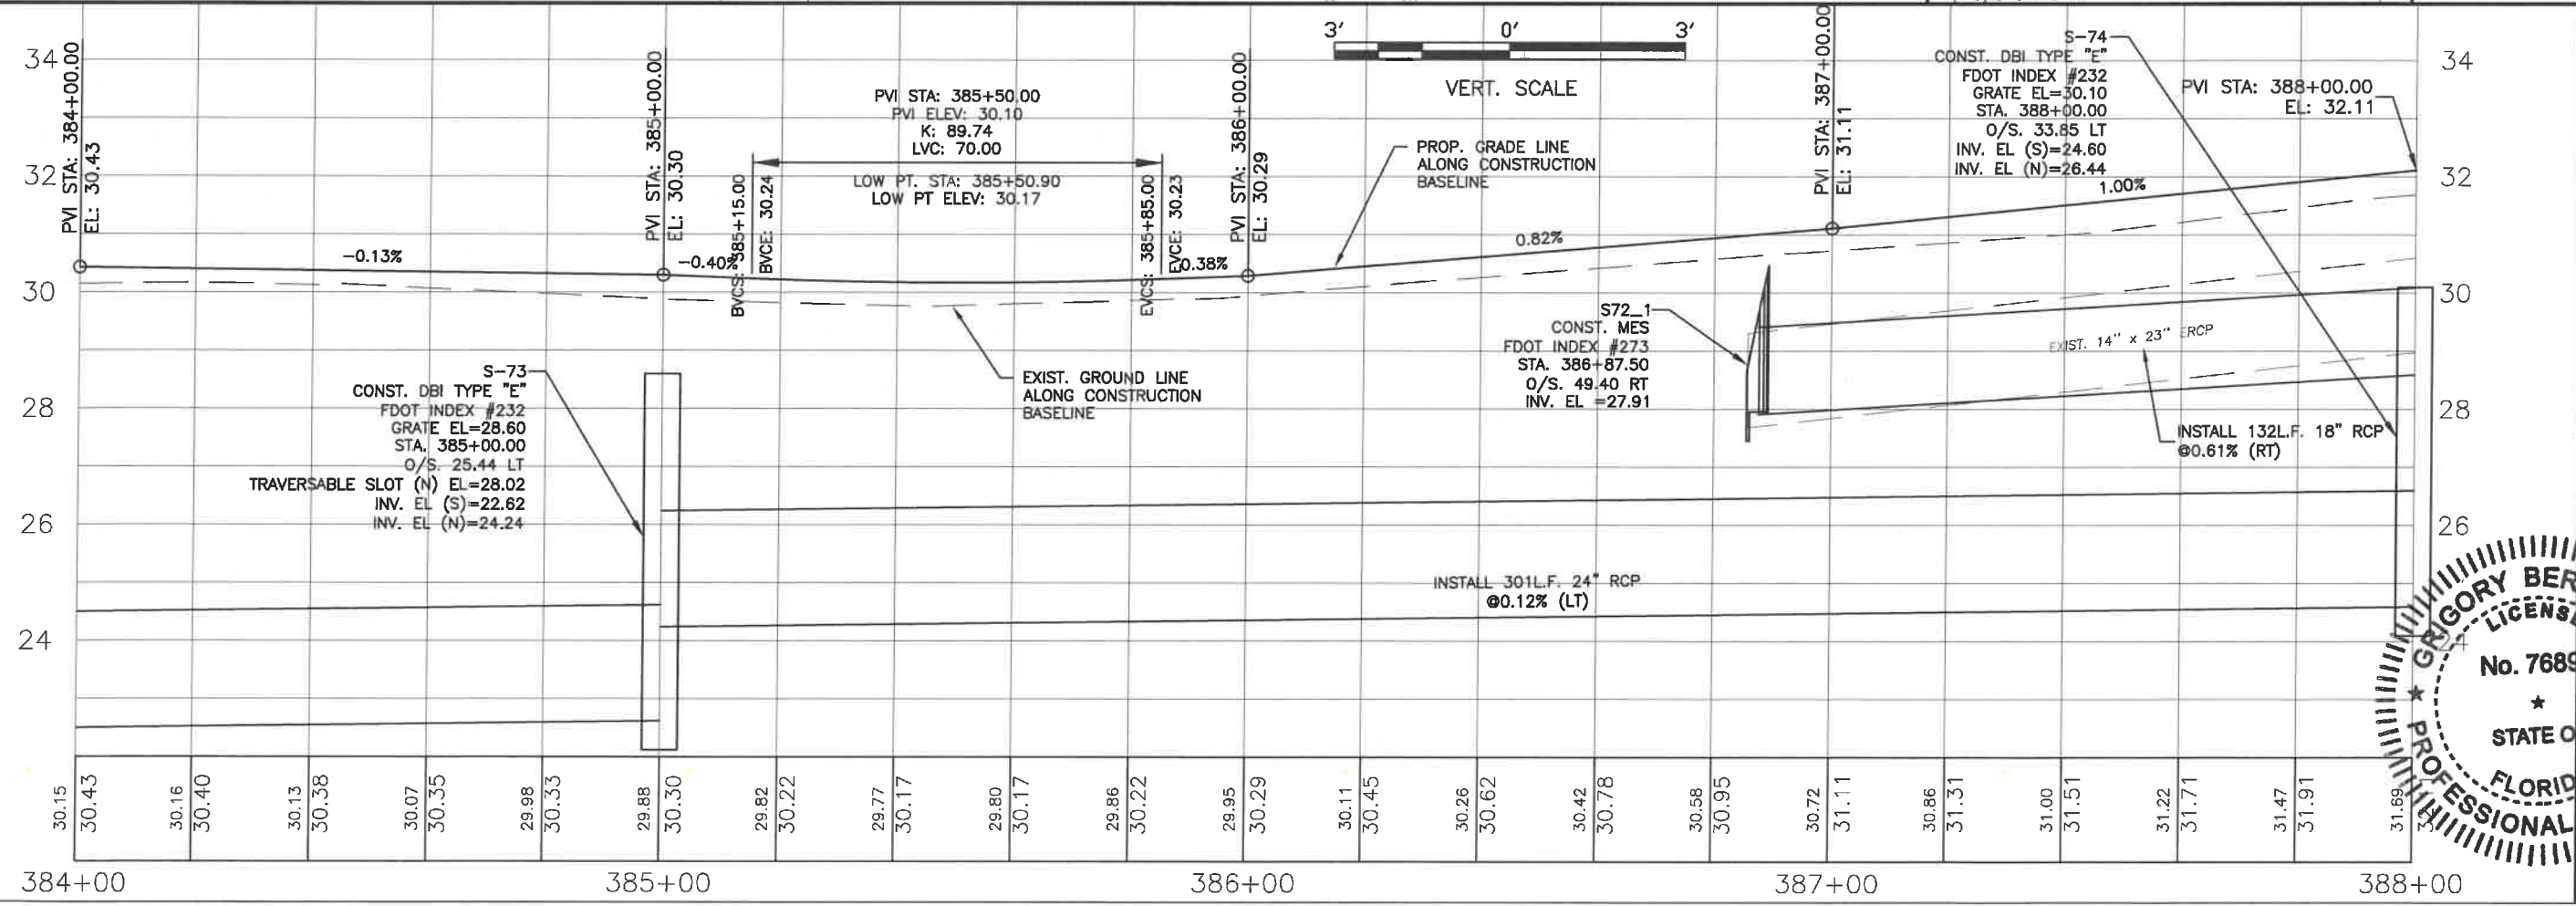 34
32
30
28
26
24
PVI STA: 384+00.00
EL: 30.43
-0.13%
S-73
CONST. DBI TYPE "E"
FDOT INDEX #232
GRATE EL=28.60
STA. 385+00.00
O/S. 25.44 LT
TRAVERSABLE SLOT (N) EL=28.02
INV. EL (S)=22.62
INV. EL (N)=24.24
PVI STA: 385+00.00
EL: 30.30
-0.40%
BVCS: 385+15.00
BVCE: 30.24
PVI STA: 385+50.00
PVI ELEV: 30.10
K: 89.74
LVC: 70.00
LOW PT. STA: 385+50.90
LOW PT ELEV: 30.17
EVCS: 385+85.00
EVCE: 30.23
0.38%
EXIST. GROUND LINE
ALONG CONSTRUCTION
BASELINE
PVI STA: 386+00.00
EL: 30.29
3' 0' 3'
VERT. SCALE
PROP. GRADE LINE
ALONG CONSTRUCTION
BASELINE
0.82%
S72_1
CONST. MES
FDOT INDEX #273
STA. 386+87.50
O/S. 49.40 RT
INV. EL =27.91
INSTALL 301L.F. 24" RCP
@0.12% (LT)
PVI STA: 387+00.00
EL: 31.11
S-74
CONST. DBI TYPE "E"
FDOT INDEX #232
GRATE EL=30.10
STA. 388+00.00
O/S. 33.85 LT
INV. EL (S)=24.60
INV. EL (N)=26.44
1.00%
PVI STA: 388+00.00
EL: 32.11
EXIST. 14" x 23" ERCP
INSTALL 132L.F. 18" RCP
@0.61% (RT)
34
32
30
28
26
24
GRIGORY BER
LICENSE
No. 7689
STATE O
FLORID
PROFESSIONAL
30.15 30.43
30.16 30.40
30.13 30.38
30.07 30.35
29.98 30.33
29.88 30.30
29.82 30.22
29.77 30.17
29.80 30.17
29.86 30.22
29.95 30.29
30.11 30.45
30.26 30.62
30.42 30.78
30.58 30.95
30.72 31.11
30.86 31.31
31.00 31.51
31.22 31.71
31.47 31.91
31.69
384+00 385+00 386+00 387+00 388+00